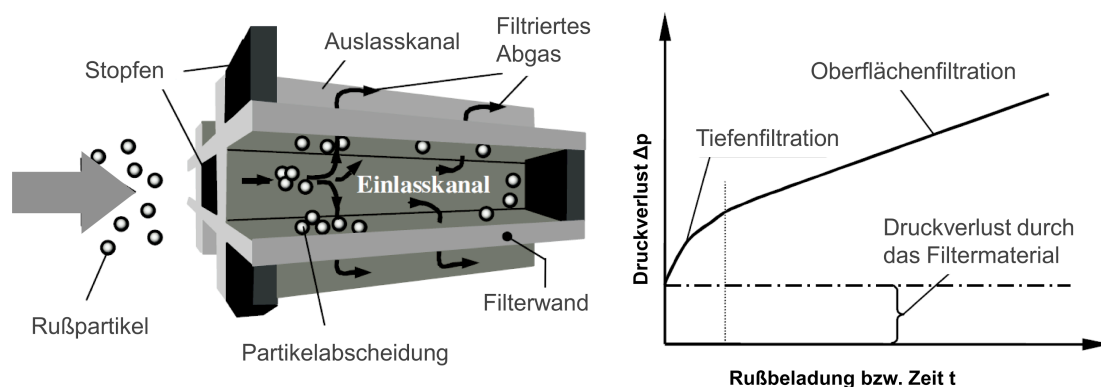 Stopfen
Auslasskanal
Filtriertes
Abgas
Einlasskanal
Rußpartikel
Partikelabscheidung
Filterwand
Druckverlust Δp
Oberflächenfiltration
Tiefenfiltration
Druckverlust durch
das Filtermaterial
Rußbeladung bzw. Zeit t